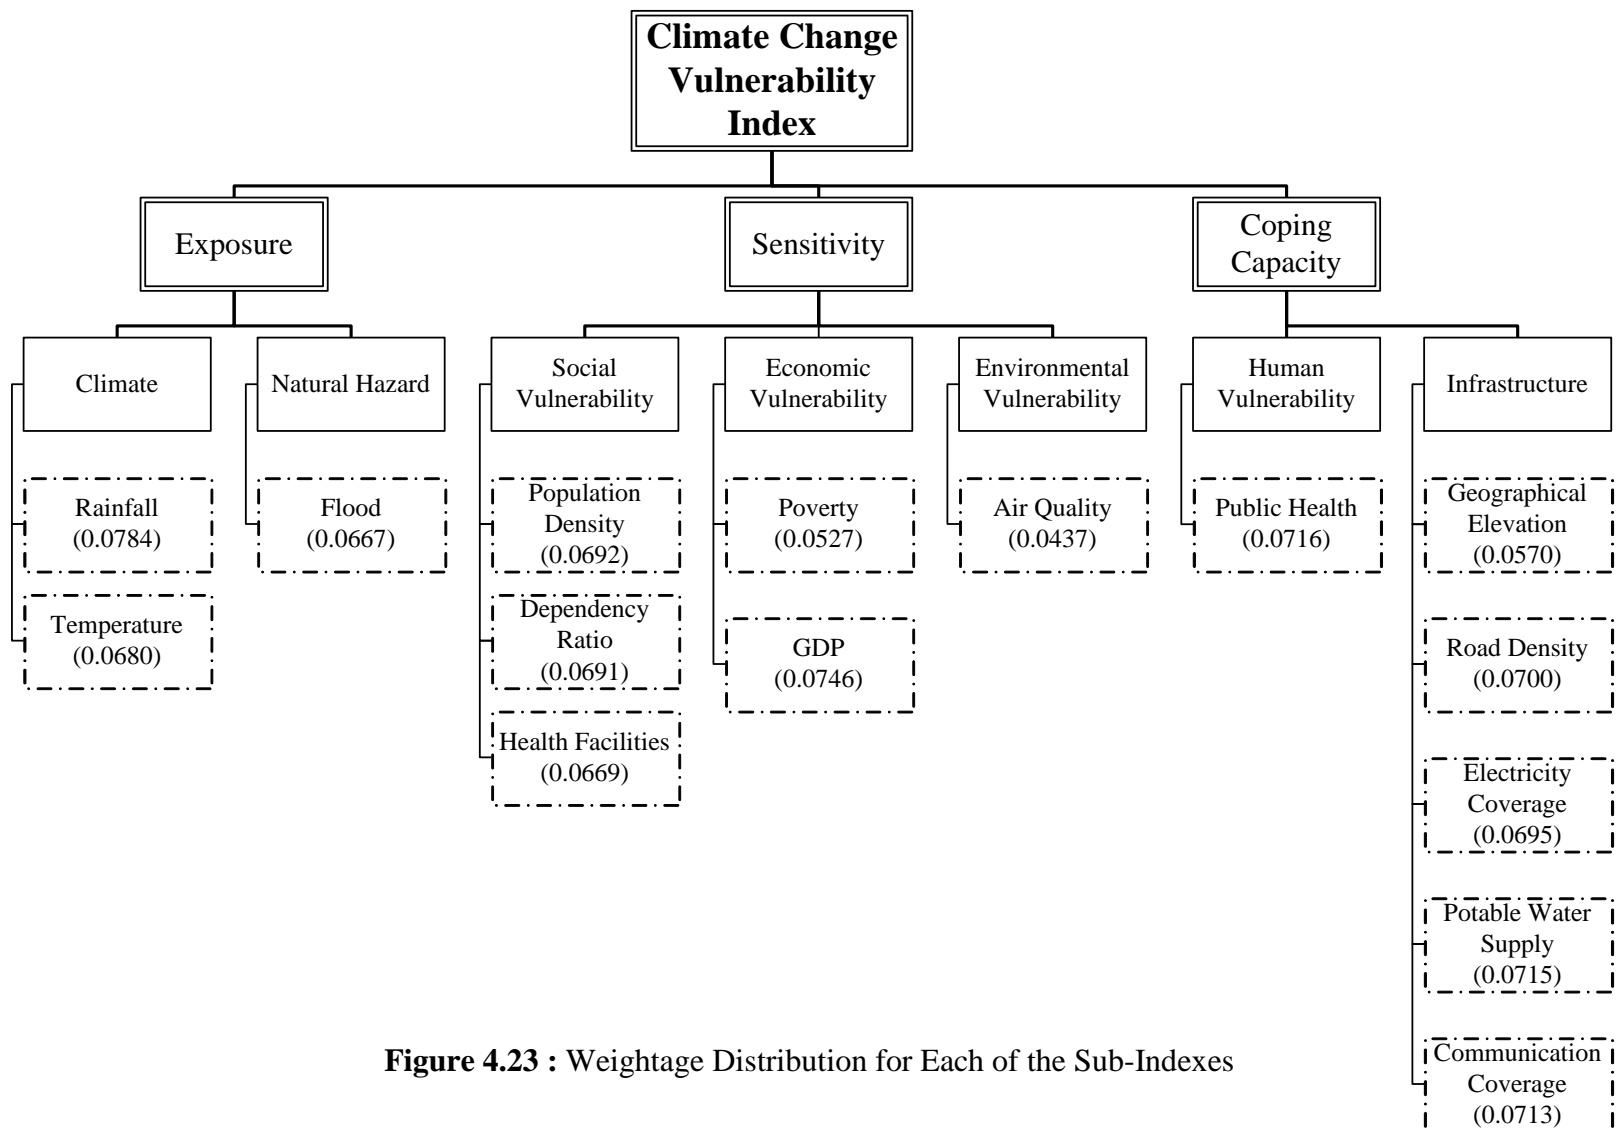 Climate Change
Vulnerability
Index
Exposure
Sensitivity
Coping
Capacity
Climate
Natural Hazard
Social
Vulnerability
Economic
Vulnerability
Environmental
Vulnerability
Human
Vulnerability
Infrastructure
Rainfall
(0.0784)
Temperature
(0.0680)
Flood
(0.0667)
Population
Density
(0.0692)
Dependency
Ratio
(0.0691)
Health Facilities
(0.0669)
Poverty
(0.0527)
GDP
(0.0746)
Air Quality
(0.0437)
Public Health
(0.0716)
Geographical
Elevation
(0.0570)
Road Density
(0.0700)
Electricity
Coverage
(0.0695)
Potable Water
Supply
(0.0715)
Communication
Coverage
(0.0713)
Figure 4.23 : Weightage Distribution for Each of the Sub-Indexes